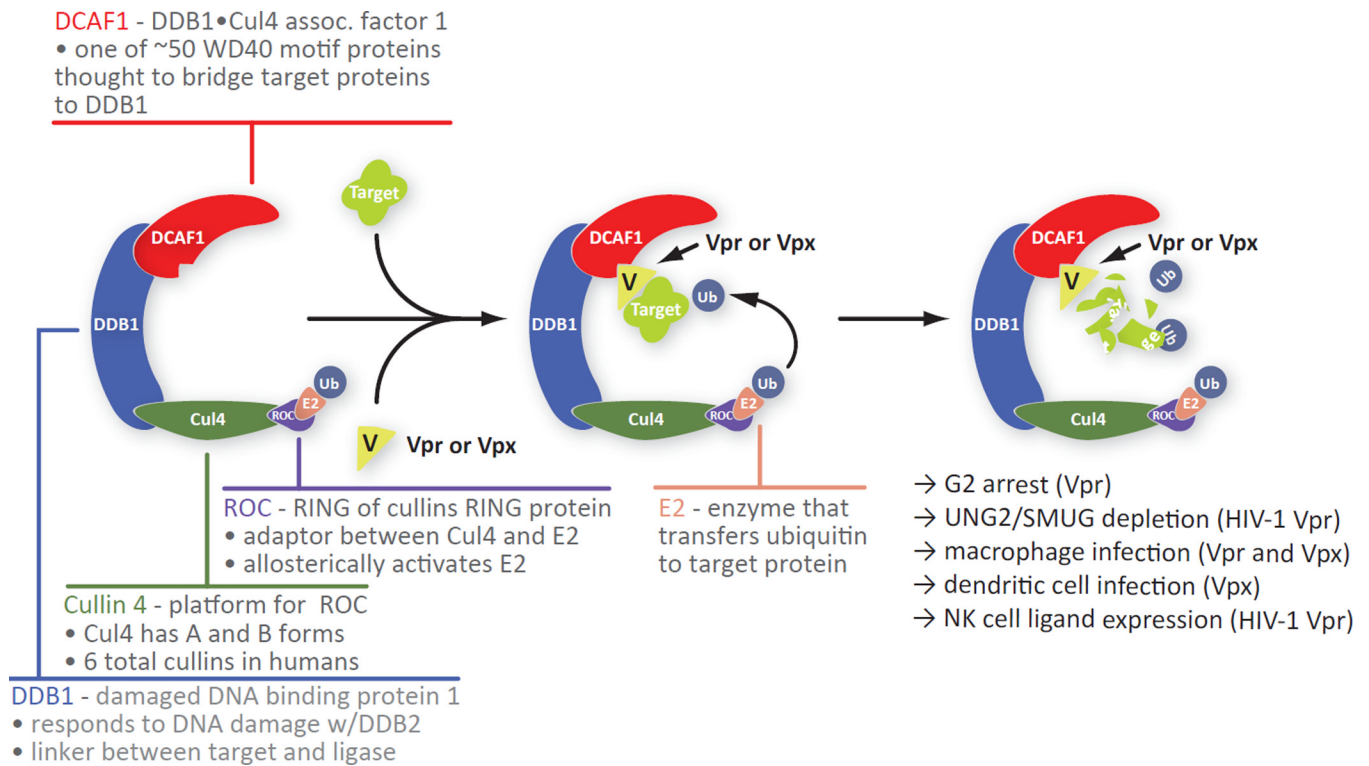 DCAF1 - DDB1•Cul4 assoc. factor 1
• one of ~50 WD40 motif proteins
thought to bridge target proteins
to DDB1
Target
DCAF1
DDB1
Cul4
ROC
E2
Ub
V
Vpr or Vpx
DCAF1
Vpr or Vpx
V
Target
Ub
DDB1
Ub
E2
ROC
Cul4
DCAF1
Vpr or Vpx
V
Ub
Ub
ge
t
DDB1
Ub
E2
ROC
Cul4
ROC - RING of cullins RING protein
• adaptor between Cul4 and E2
• allosterically activates E2
E2 - enzyme that
transfers ubiquitin
to target protein
Cullin 4 - platform for ROC
• Cul4 has A and B forms
• 6 total cullins in humans
DDB1 - damaged DNA binding protein 1
• responds to DNA damage w/DDB2
• linker between target and ligase
→ G2 arrest (Vpr)
→ UNG2/SMUG depletion (HIV-1 Vpr)
→ macrophage infection (Vpr and Vpx)
→ dendritic cell infection (Vpx)
→ NK cell ligand expression (HIV-1 Vpr)